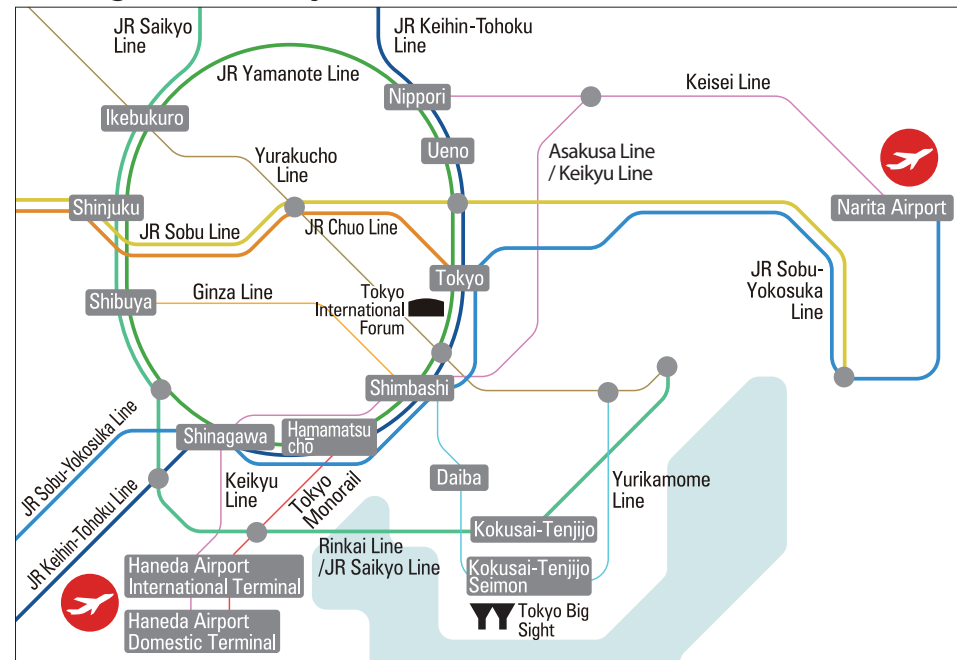 JR Saikyo
Line
JR Keihin-Tohoku
Line
JR Yamanote Line
Nippori
Keisei Line
Ikebukuro
Ueno
Yurakucho
Line
Asakusa Line
/ Keikyu Line
Shinjuku
Narita Airport
JR Sobu Line
JR Chuo Line
Tokyo
JR Sobu-
Yokosuka
Line
Shibuya
Ginza Line
Tokyo
International
Forum
Shimbashi
JR Sobu-Yokosuka Line
Shinagawa
Hamamatsu
chō
JR Keihin-Tohoku Line
Keikyu
Line
Tokyo
Monorail
Daiba
Yurikamome
Line
Kokusai-Tenjijo
Rinkai Line
/JR Saikyo Line
Haneda Airport
International Terminal
Kokusai-Tenjijo
Seimon
Haneda Airport
Domestic Terminal
Tokyo Big
Sight